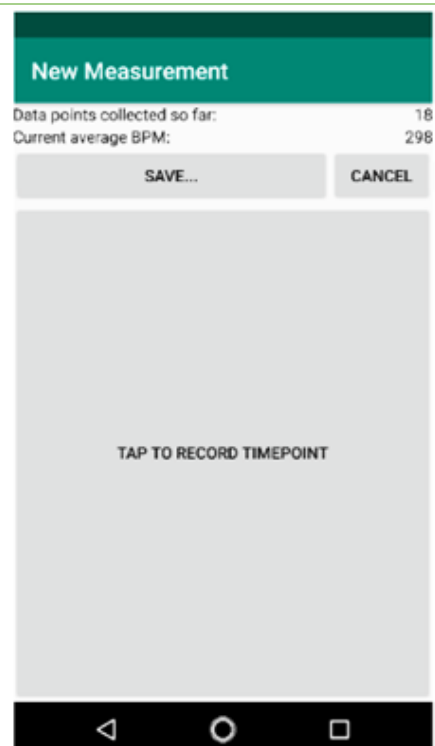 New Measurement
Data points collected so far: 18
Current average BPM: 298
SAVE... CANCEL
TAP TO RECORD TIMEPOINT